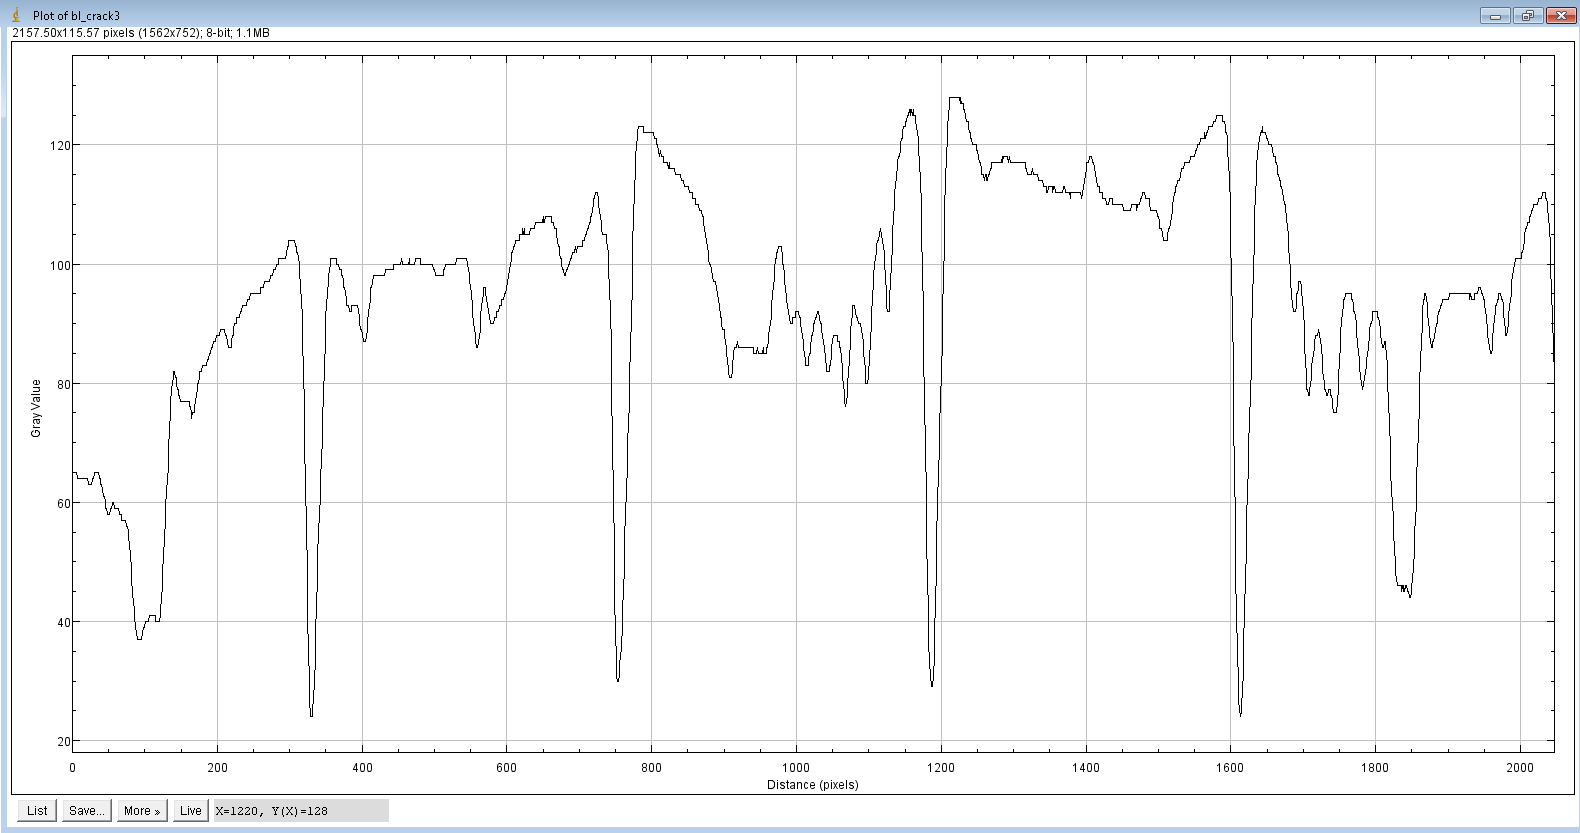 Plot of bl_crack3
2157.50x115.57 pixels (1562x752); 8-bit; 1.1MB
120
100
80
60
40
20
Gray Value
0 200 400 600 800 1000 1200 1400 1600 1800 2000
Distance (pixels)
List Save... More » Live X=1220, Y(X)=128